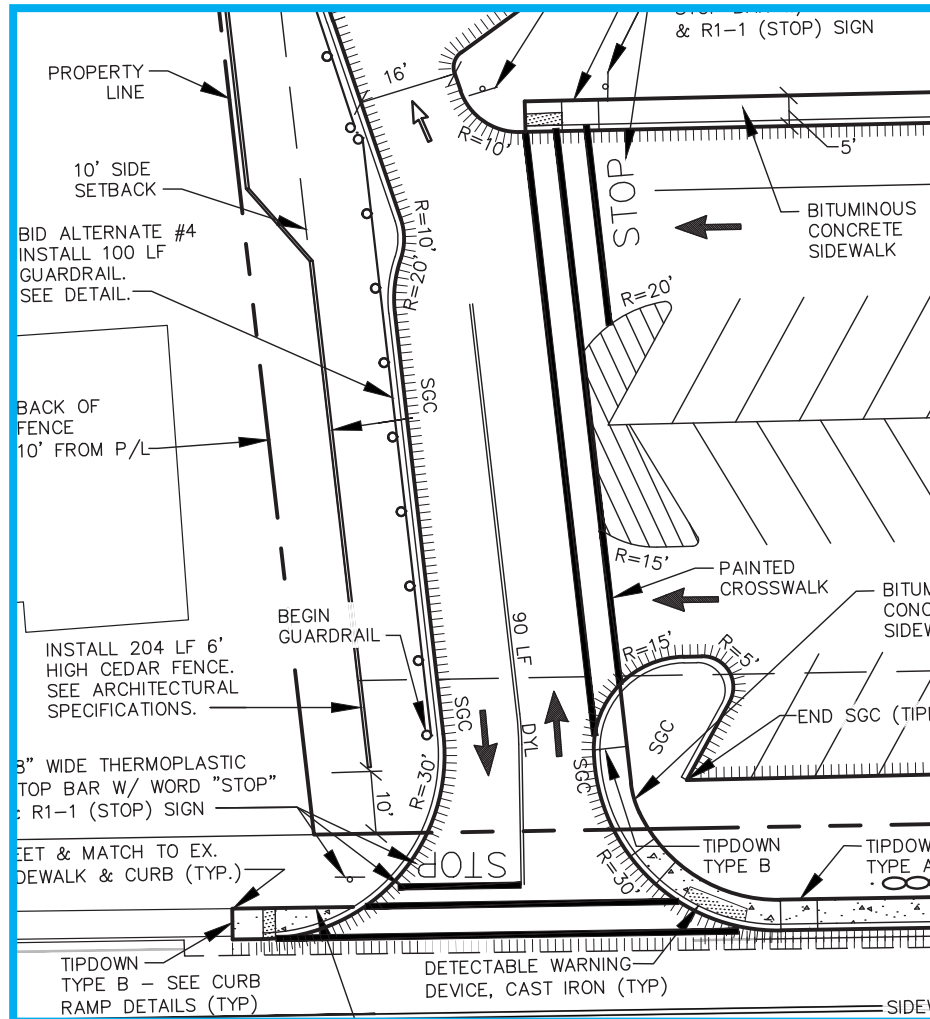 & R1-1 (STOP) SIGN
PROPERTY
LINE
16'
R=10'
STOP
5'
10' SIDE
SETBACK
BITUMINOUS
CONCRETE
SIDEWALK
BID ALTERNATE #4
INSTALL 100 LF
GUARDRAIL.
SEE DETAIL.
R=10'
R=20'
R=20'
SGC
BACK OF
FENCE
10' FROM P/L
R=15'
PAINTED
CROSSWALK
BEGIN
GUARDRAIL
90 LF
DYL
INSTALL 204 LF 6'
HIGH CEDAR FENCE.
SEE ARCHITECTURAL
SPECIFICATIONS.
R=15'
R=5'
SGC
SGC
SGC
END SGC
8" WIDE THERMOPLASTIC
TOP BAR W/ WORD "STOP"
R1-1 (STOP) SIGN
10'
R=30'
STOP
R=30'
TIPDOWN
TYPE B
TYPE A
EET & MATCH TO EX.
DEWALK & CURB (TYP.)
TIPDOWN
TYPE B - SEE CURB
RAMP DETAILS (TYP)
DETECTABLE WARNING
DEVICE, CAST IRON (TYP)